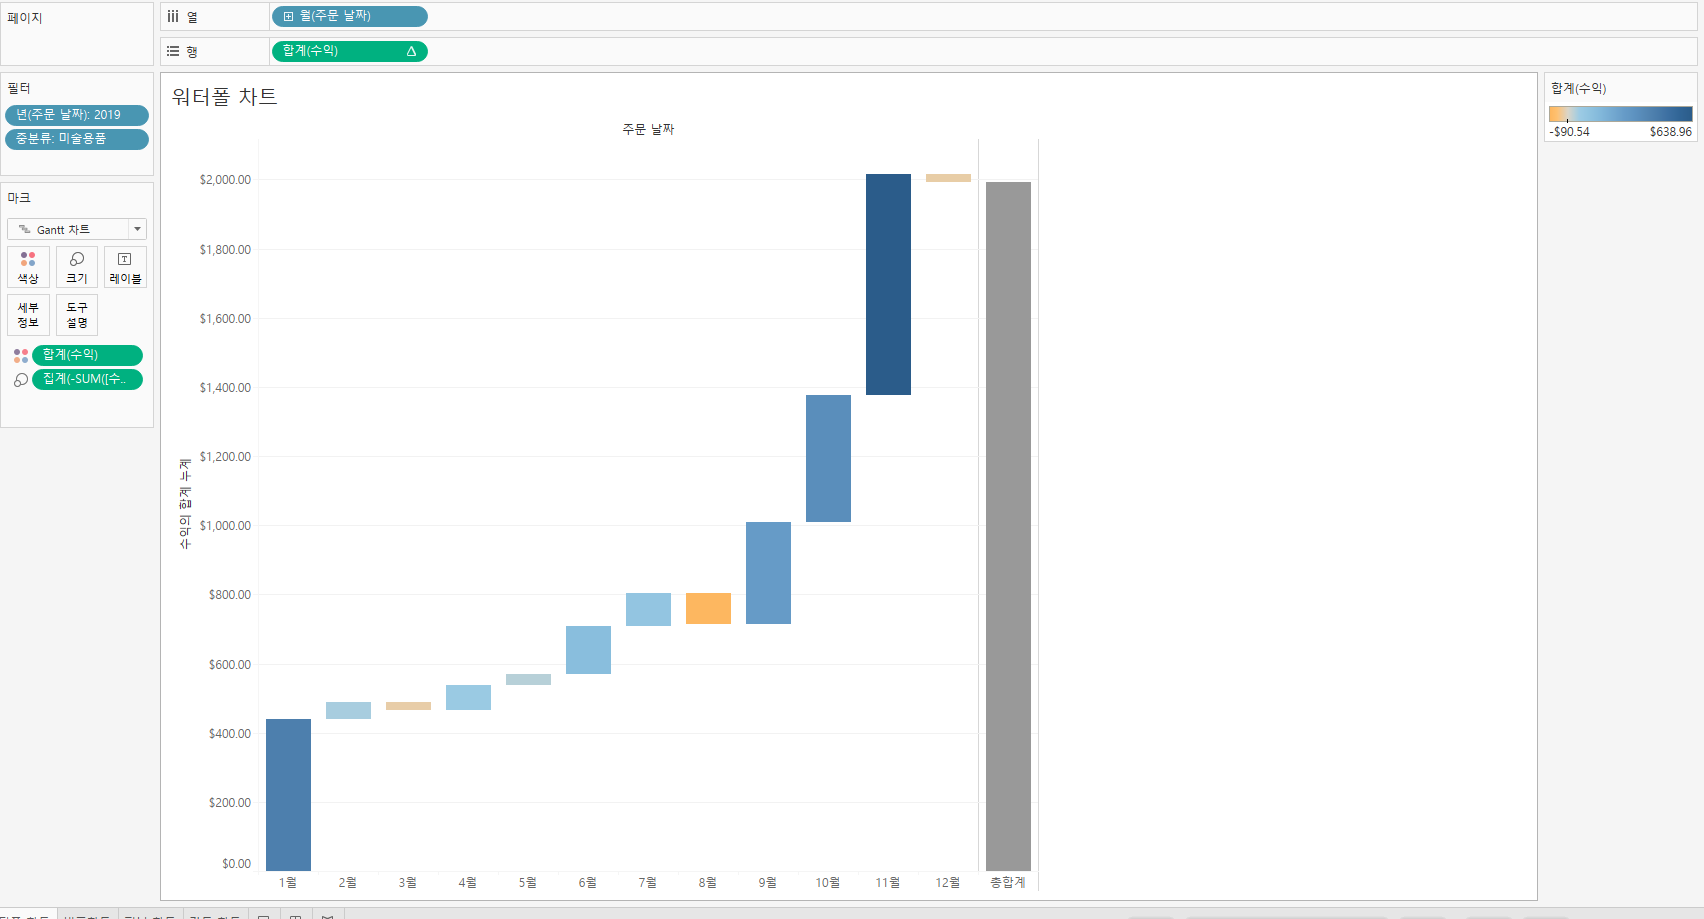 페이지
열
월(주문 날짜)
행
합계(수익)
필터
년(주문 날짜): 2019
중분류: 미술용품
마크
Gantt 차트
색상
크기
레이블
세부
정보
도구
설명
합계(수익)
집계(-SUM([수..
워터폴 차트
주문 날짜
수익의 합계 누계
$2,000.00
$1,800.00
$1,600.00
$1,400.00
$1,200.00
$1,000.00
$800.00
$600.00
$400.00
$200.00
$0.00
1월
2월
3월
4월
5월
6월
7월
8월
9월
10월
11월
12월
총합계
합계(수익)
-$90.54
$638.96